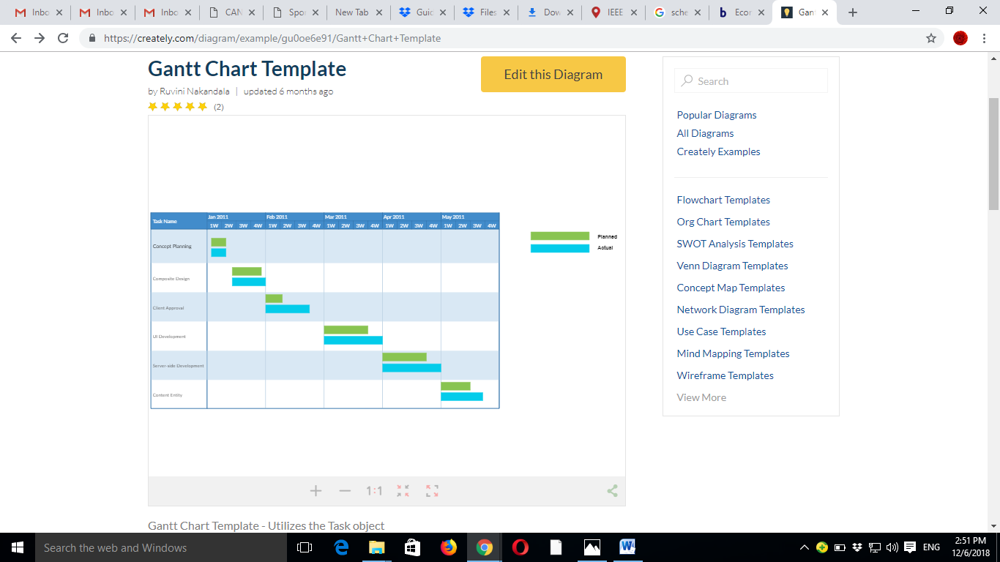 Inbo Inbo Inbo CAN Spor New Tab Guid Files Dow IEEE sche Ecor Gant
https://creately.com/diagram/example/gu0oe6e91/Gantt+Chart+Template
Gantt Chart Template
Edit this Diagram
by Ruvini Nakandala | updated 6 months ago
(2)
Task Name
Jan 2011 Feb 2011 Mar 2011 Apr 2011 May 2011
1W 2W 3W 4W 1W 2W 3W 4W 1W 2W 3W 4W 1W 2W 3W 4W 1W 2W 3W 4W
Concept Planning
Composite Design
Client Approval
UI Development
Server-side Development
Content Entity
Planned
Actual
1:1
Gantt Chart Template - Utilizes the Task object
Search
Popular Diagrams
All Diagrams
Creately Examples
Flowchart Templates
Org Chart Templates
SWOT Analysis Templates
Venn Diagram Templates
Concept Map Templates
Network Diagram Templates
Use Case Templates
Mind Mapping Templates
Wireframe Templates
View More
Search the web and Windows
ENG
2:51 PM
12/6/2018